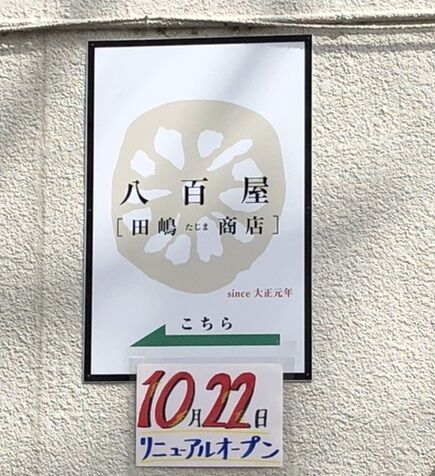 八百屋
[田嶋 たじま 商店]
since 大正元年
こちら
10月22日
リニューアルオープン